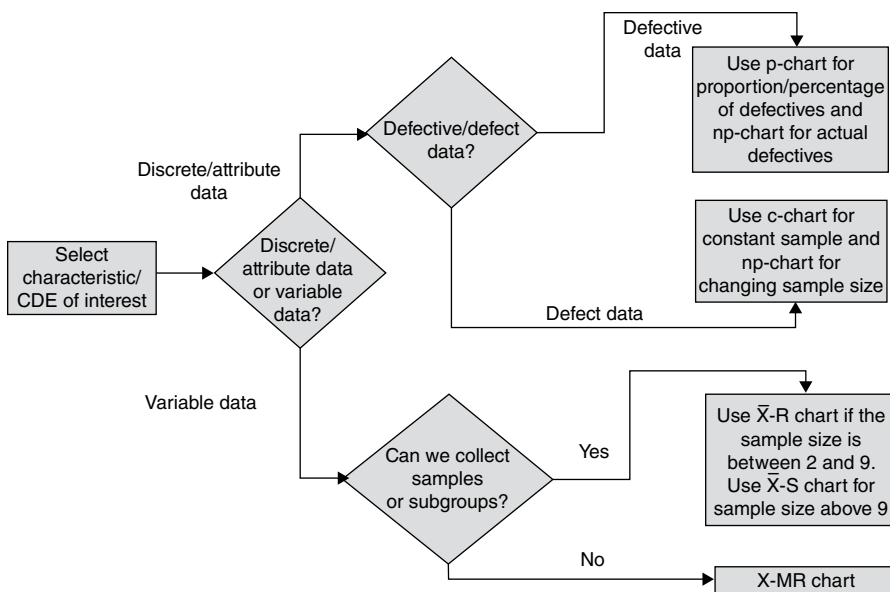 Select
characteristic/
CDE of interest
Discrete/attribute
data
Discrete/
attribute data
or variable
data?
Variable data
Defective/defect
data?
Defective
data
Use p-chart for
proportion/percentage
of defectives and
np-chart for actual
defectives
Defect data
Use c-chart for
constant sample and
np-chart for
changing sample size
Can we collect
samples
or subgroups?
Yes
Use X̄-R chart if the
sample size is
between 2 and 9.
Use X̄-S chart for
sample size above 9
No
X-MR chart